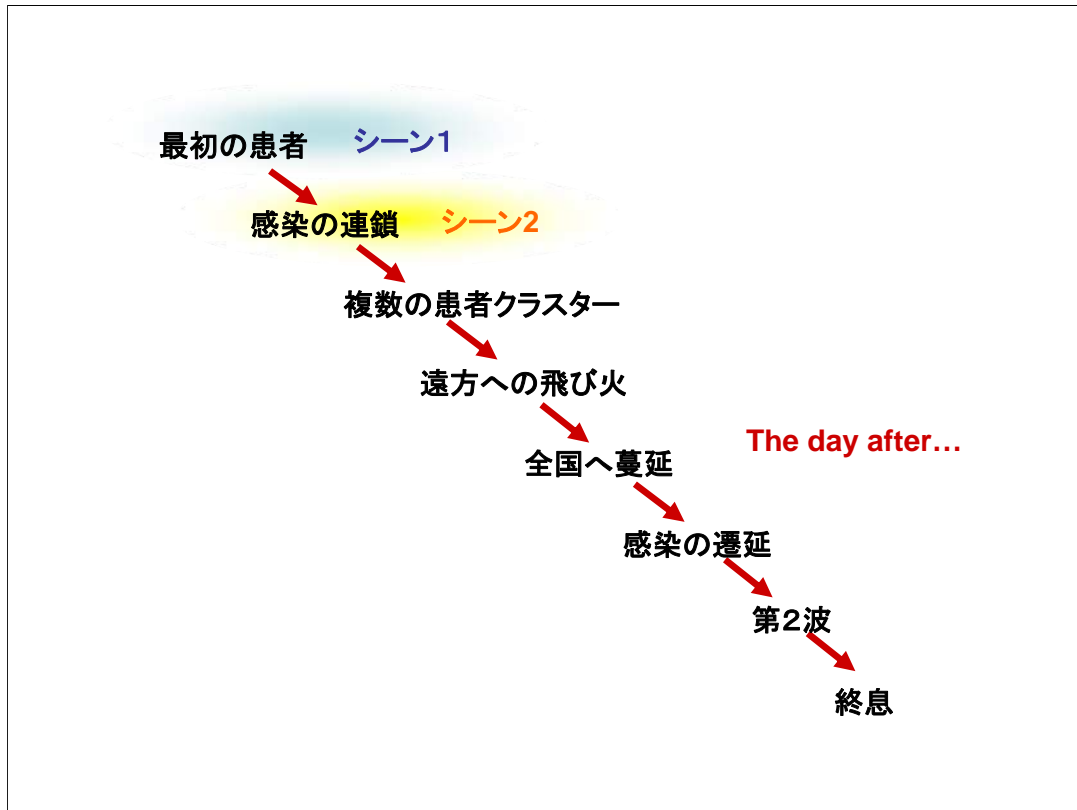 最初の患者 シーン1
感染の連鎖 シーン2
複数の患者クラスター
遠方への飛び火
The day after…
全国へ蔓延
感染の遷延
第2波
終息